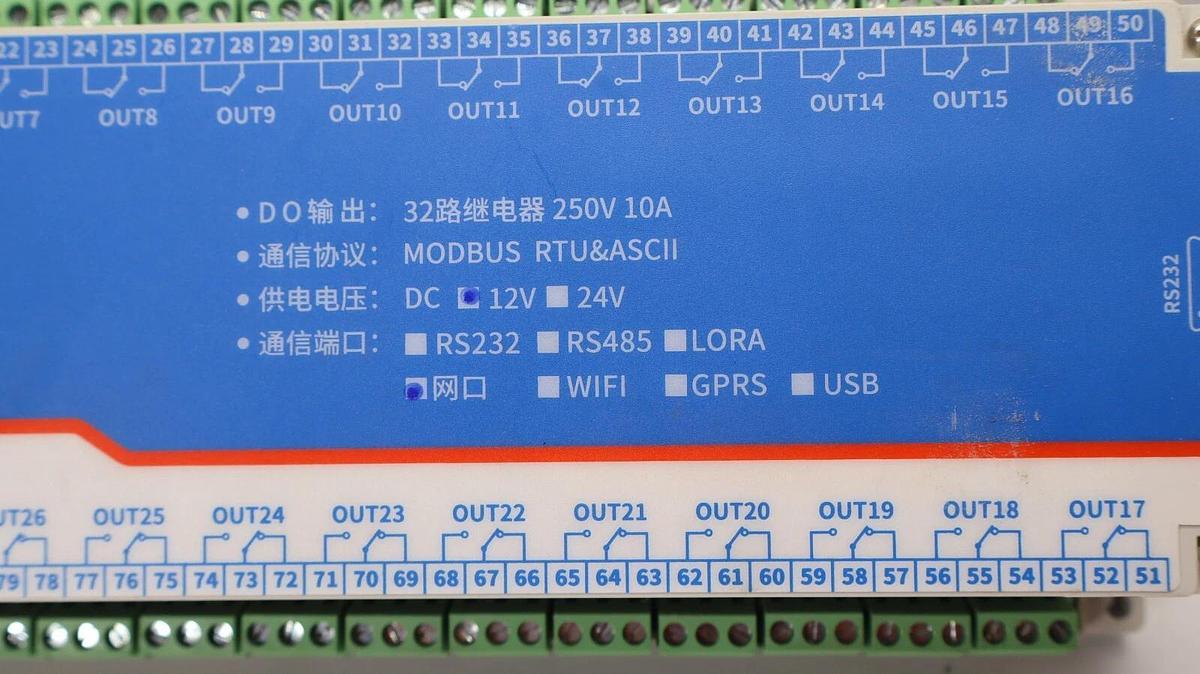 22 23 24 25 26 27 28 29 30 31 32 33 34 35 36 37 38 39 40 41 42 43 44 45 46 47 48 49 50
OUT7 OUT8 OUT9 OUT10 OUT11 OUT12 OUT13 OUT14 OUT15 OUT16
• DO输出： 32路继电器 250V 10A
• 通信协议： MODBUS RTU&ASCII
• 供电电压： DC 12V 24V
• 通信端口： RS232 RS485 LORA
网口 WIFI GPRS USB
RS232
UT26 OUT25 OUT24 OUT23 OUT22 OUT21 OUT20 OUT19 OUT18 OUT17
79 78 77 76 75 74 73 72 71 70 69 68 67 66 65 64 63 62 61 60 59 58 57 56 55 54 53 52 51